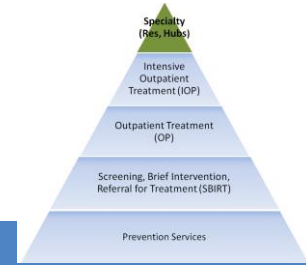 Specialty
(Res, Hubs)
Intensive
Outpatient
Treatment (IOP)
Outpatient Treatment
(OP)
Screening, Brief Intervention,
Referral for Treatment (SBIRT)
Prevention Services